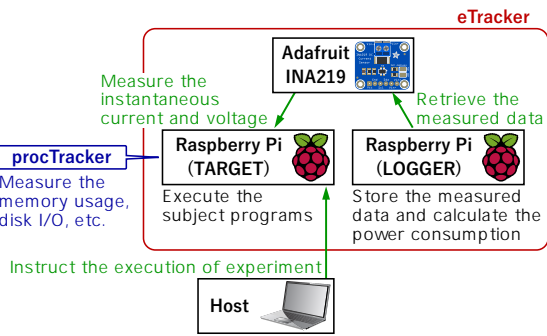 eTracker
Adafruit
INA219
Measure the
instantaneous
current and voltage
Retrieve the
measured data
procTracker
Measure the
memory usage,
disk I/O, etc.
Raspberry Pi
(TARGET)
Execute the
subject programs
Raspberry Pi
(LOGGER)
Store the measured
data and calculate the
power consumption
Instruct the execution of experiment
Host